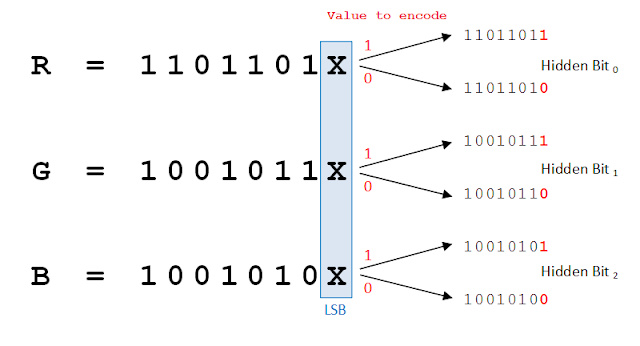 Value to encode
1 11011011
R = 1101101X Hidden Bit 0
0 11011010
1 10010111
G = 1001011X Hidden Bit 1
0 10010110
1 10010101
B = 1001010X Hidden Bit 2
0 10010100
LSB